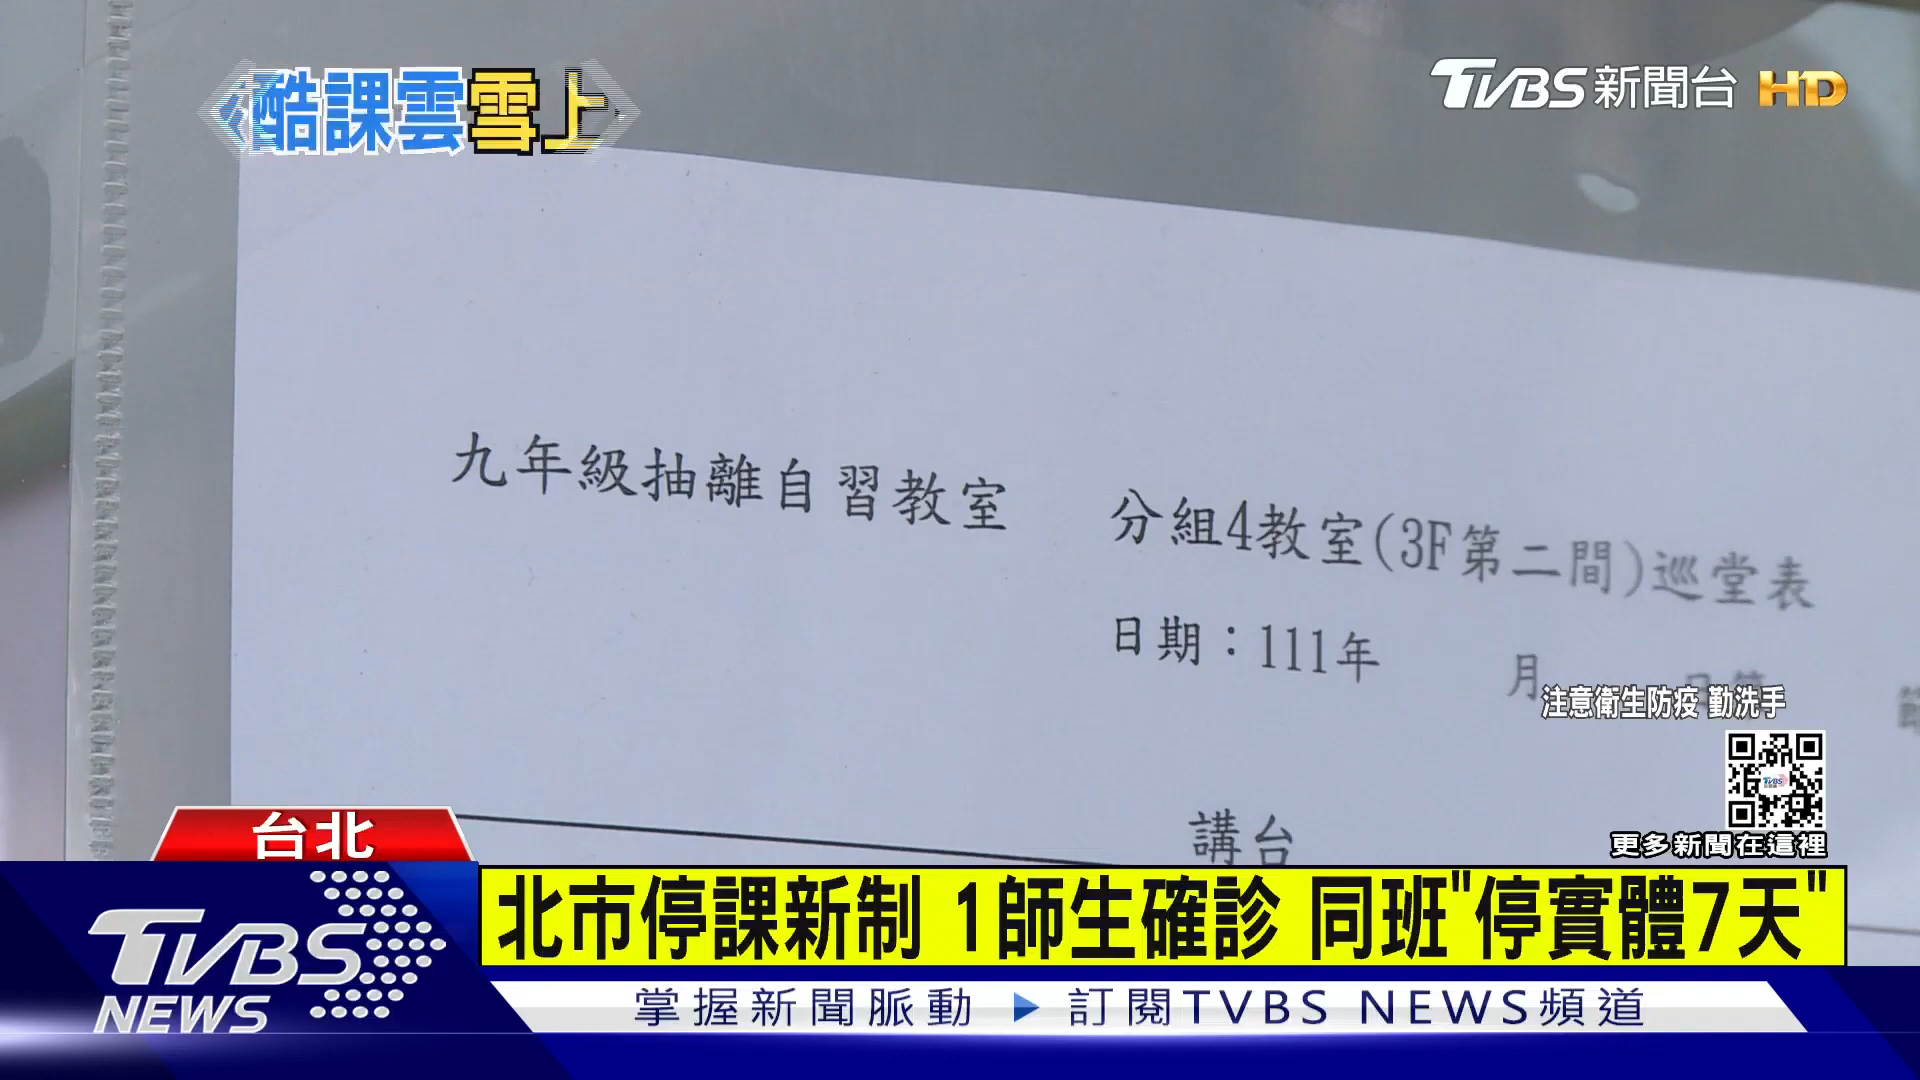 酷課雲雪上
TVBS新聞台 HD
九年級抽離自習教室 分組4教室(3F第二間)巡堂表
日期：111年 月
注意衛生防疫 勤洗手
講台
更多新聞在這裡
台北
北市停課新制 1師生確診 同班"停實體7天"
TVBS NEWS
掌握新聞脈動 ▶ 訂閱TVBS NEWS頻道